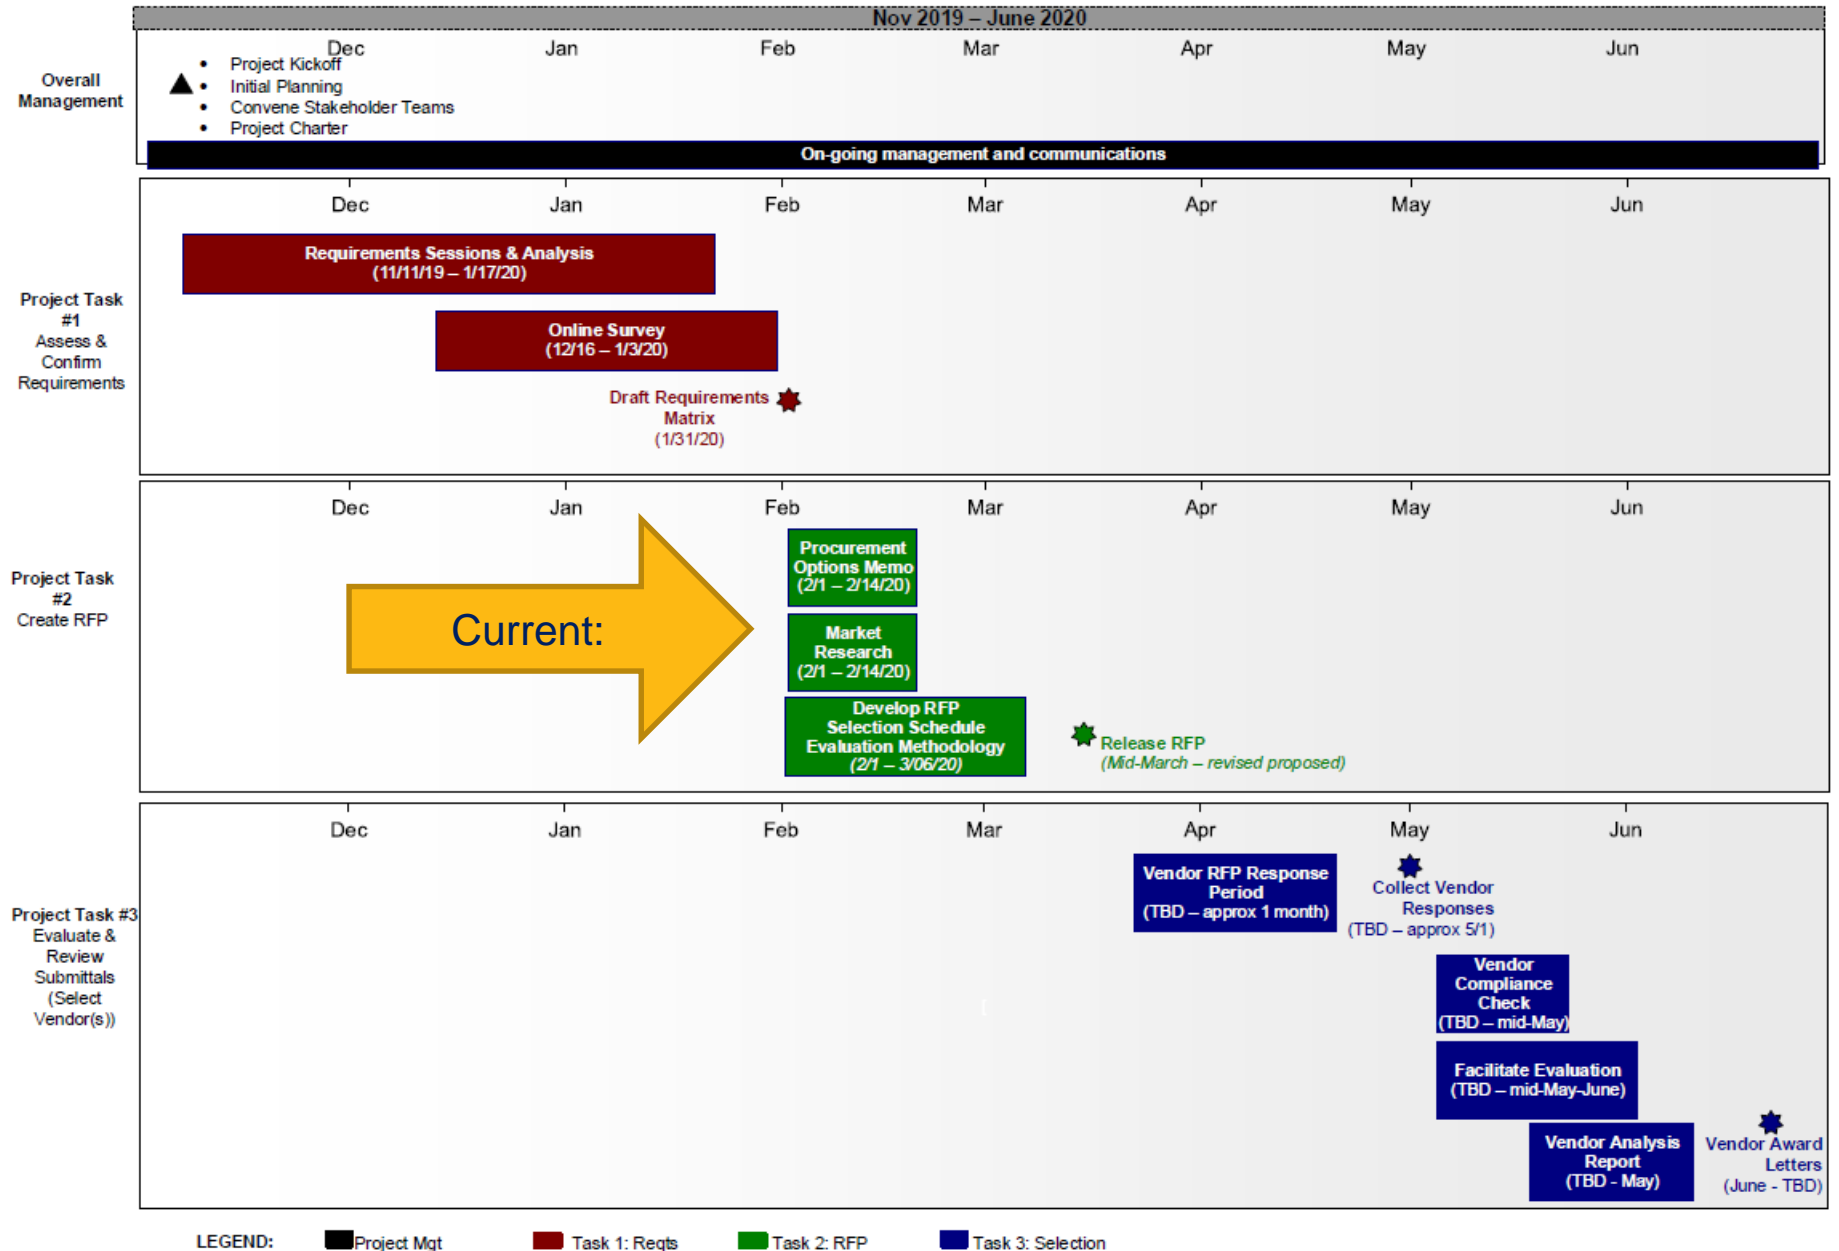 Nov 2019 – June 2020
Dec Jan Feb Mar Apr May Jun
Overall
Management
• Project Kickoff
• Initial Planning
• Convene Stakeholder Teams
• Project Charter
On-going management and communications
Dec Jan Feb Mar Apr May Jun
Project Task
#1
Assess &
Confirm
Requirements
Requirements Sessions & Analysis
(11/11/19 – 1/17/20)
Online Survey
(12/16 – 1/3/20)
Draft Requirements
Matrix
(1/31/20)
Dec Jan Feb Mar Apr May Jun
Project Task
#2
Create RFP
Current:
Procurement
Options Memo
(2/1 – 2/14/20)
Market
Research
(2/1 – 2/14/20)
Develop RFP
Selection Schedule
Evaluation Methodology
(2/1 – 3/06/20)
Release RFP
(Mid-March – revised proposed)
Dec Jan Feb Mar Apr May Jun
Project Task #3
Evaluate &
Review
Submittals
(Select
Vendor(s))
Vendor RFP Response
Period
(TBD – approx 1 month)
Collect Vendor
Responses
(TBD – approx 5/1)
Vendor
Compliance
Check
(TBD – mid-May)
Facilitate Evaluation
(TBD – mid-May-June)
Vendor Analysis
Report
(TBD - May)
Vendor Award
Letters
(June - TBD)
LEGEND: Project Mgt Task 1: Reqts Task 2: RFP Task 3: Selection